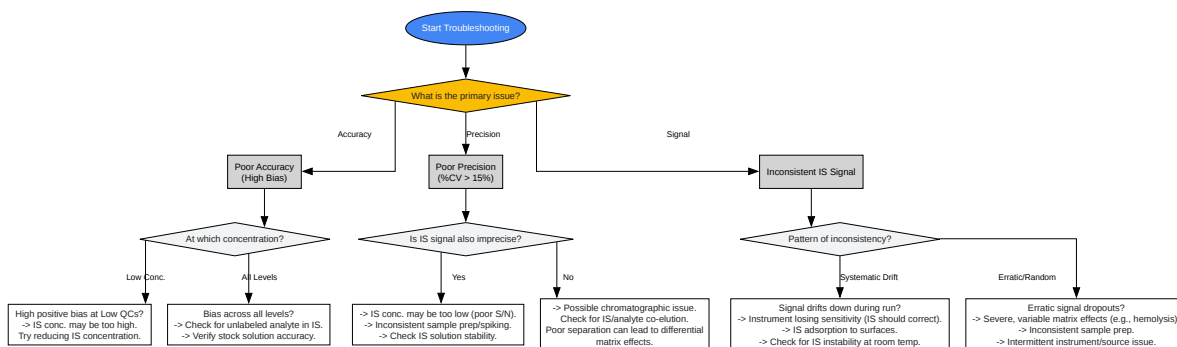 Start Troubleshooting
What is the primary issue?
Accuracy
Precision
Signal
Poor Accuracy
(High Bias)
Poor Precision
(%CV > 15%)
Inconsistent IS Signal
At which concentration?
Is IS signal also imprecise?
Pattern of inconsistency?
Low Conc.
All Levels
Yes
No
Systematic Drift
Erratic/Random
High positive bias at Low QCs?
-> IS conc. may be too high.
Try reducing IS concentration.
Bias across all levels?
-> Check for unlabeled analyte in IS.
-> Verify stock solution accuracy.
-> IS conc. may be too low (poor S/N).
-> Inconsistent sample prep/spiking.
-> Check IS solution stability.
-> Possible chromatographic issue.
Check for IS/analyte co-elution.
Poor separation can lead to differential
matrix effects.
Signal drifts down during run?
-> Instrument losing sensitivity (IS should correct).
-> IS adsorption to surfaces.
-> Check for IS instability at room temp.
Erratic signal dropouts?
-> Severe, variable matrix effects (e.g., hemolysis).
-> Inconsistent sample prep.
-> Intermittent instrument/source issue.